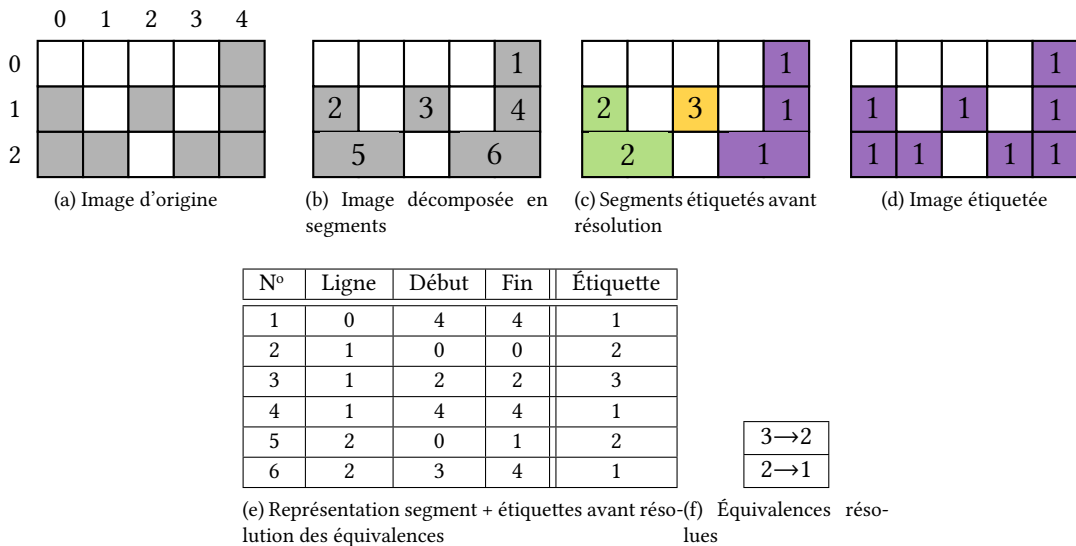 0 1 2 3 4
0
1
2
1
2 3 4
5 6
1
2 3 1
2 1
1
1 1 1
1 1 1 1
(a) Image d'origine
(b) Image décomposée en
segments
(c) Segments étiquetés avant
résolution
(d) Image étiquetée
Nº Ligne Début Fin Étiquette
1 0 4 4 1
2 1 0 0 2
3 1 2 2 3
4 1 4 4 1
5 2 0 1 2
6 2 3 4 1
(e) Représentation segment + étiquettes avant réso-
lution des équivalences
3→2
2→1
(f) Équivalences réso-
lues